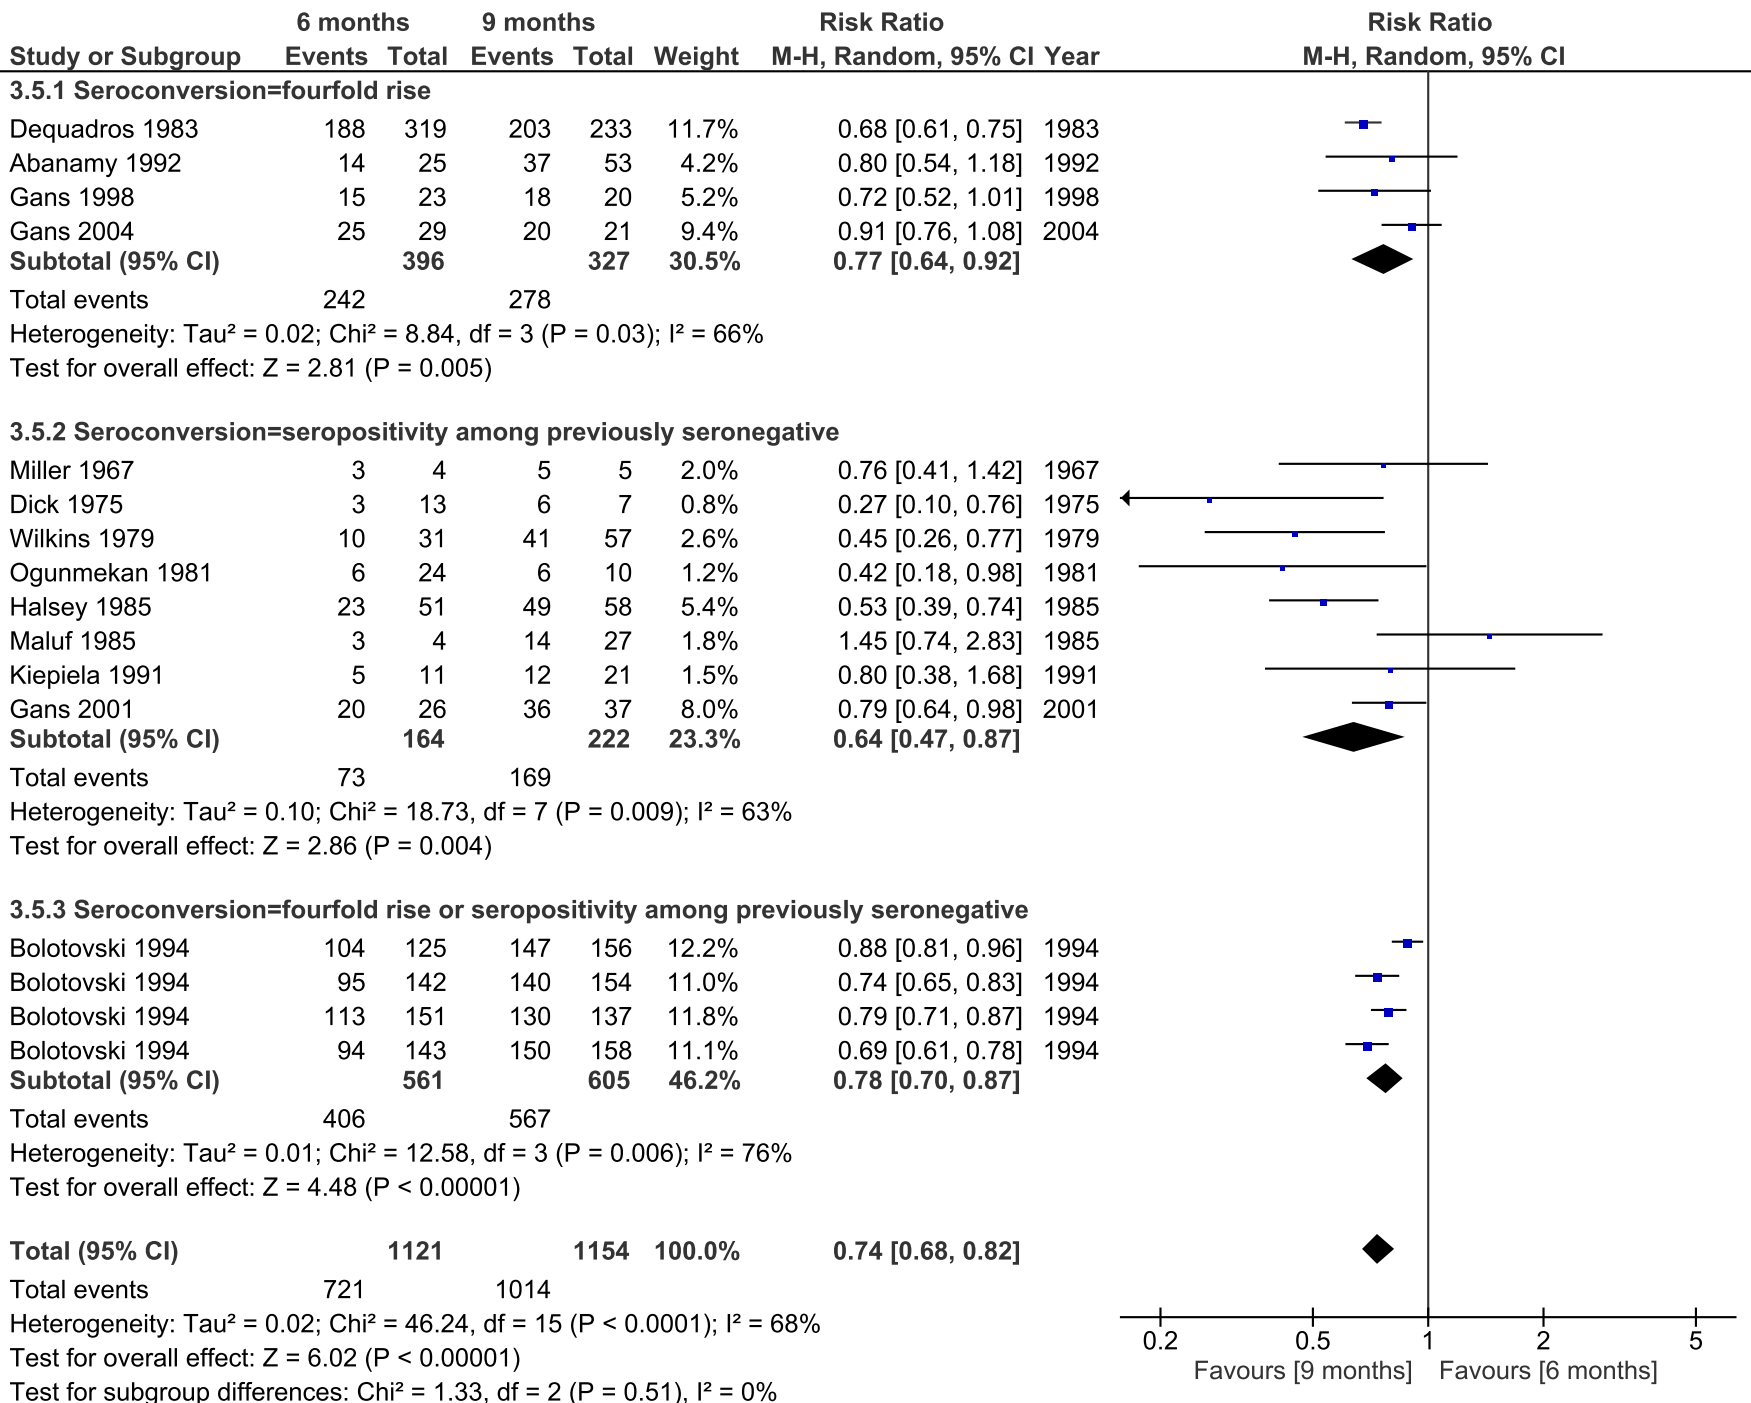 6 months 9 months Risk Ratio Risk Ratio
Study or Subgroup Events Total Events Total Weight M-H, Random, 95% CI Year M-H, Random, 95% CI
3.5.1 Seroconversion=fourfold rise
Dequadros 1983 188 319 203 233 11.7% 0.68 [0.61, 0.75] 1983
Abanamy 1992 14 25 37 53 4.2% 0.80 [0.54, 1.18] 1992
Gans 1998 15 23 18 20 5.2% 0.72 [0.52, 1.01] 1998
Gans 2004 25 29 20 21 9.4% 0.91 [0.76, 1.08] 2004
Subtotal (95% CI) 396 327 30.5% 0.77 [0.64, 0.92]
Total events 242 278
Heterogeneity: Tau² = 0.02; Chi² = 8.84, df = 3 (P = 0.03); I² = 66%
Test for overall effect: Z = 2.81 (P = 0.005)
3.5.2 Seroconversion=seropositivity among previously seronegative
Miller 1967 3 4 5 5 2.0% 0.76 [0.41, 1.42] 1967
Dick 1975 3 13 6 7 0.8% 0.27 [0.10, 0.76] 1975
Wilkins 1979 10 31 41 57 2.6% 0.45 [0.26, 0.77] 1979
Ogunmekan 1981 6 24 6 10 1.2% 0.42 [0.18, 0.98] 1981
Halsey 1985 23 51 49 58 5.4% 0.53 [0.39, 0.74] 1985
Maluf 1985 3 4 14 27 1.8% 1.45 [0.74, 2.83] 1985
Kiepiela 1991 5 11 12 21 1.5% 0.80 [0.38, 1.68] 1991
Gans 2001 20 26 36 37 8.0% 0.79 [0.64, 0.98] 2001
Subtotal (95% CI) 164 222 23.3% 0.64 [0.47, 0.87]
Total events 73 169
Heterogeneity: Tau² = 0.10; Chi² = 18.73, df = 7 (P = 0.009); I² = 63%
Test for overall effect: Z = 2.86 (P = 0.004)
3.5.3 Seroconversion=fourfold rise or seropositivity among previously seronegative
Bolotovski 1994 104 125 147 156 12.2% 0.88 [0.81, 0.96] 1994
Bolotovski 1994 95 142 140 154 11.0% 0.74 [0.65, 0.83] 1994
Bolotovski 1994 113 151 130 137 11.8% 0.79 [0.71, 0.87] 1994
Bolotovski 1994 94 143 150 158 11.1% 0.69 [0.61, 0.78] 1994
Subtotal (95% CI) 561 605 46.2% 0.78 [0.70, 0.87]
Total events 406 567
Heterogeneity: Tau² = 0.01; Chi² = 12.58, df = 3 (P = 0.006); I² = 76%
Test for overall effect: Z = 4.48 (P < 0.00001)
Total (95% CI) 1121 1154 100.0% 0.74 [0.68, 0.82]
Total events 721 1014
Heterogeneity: Tau² = 0.02; Chi² = 46.24, df = 15 (P < 0.0001); I² = 68%
Test for overall effect: Z = 6.02 (P < 0.00001)
Test for subgroup differences: Chi² = 1.33, df = 2 (P = 0.51), I² = 0%
0.2 0.5 1 2 5
Favours [9 months] Favours [6 months]